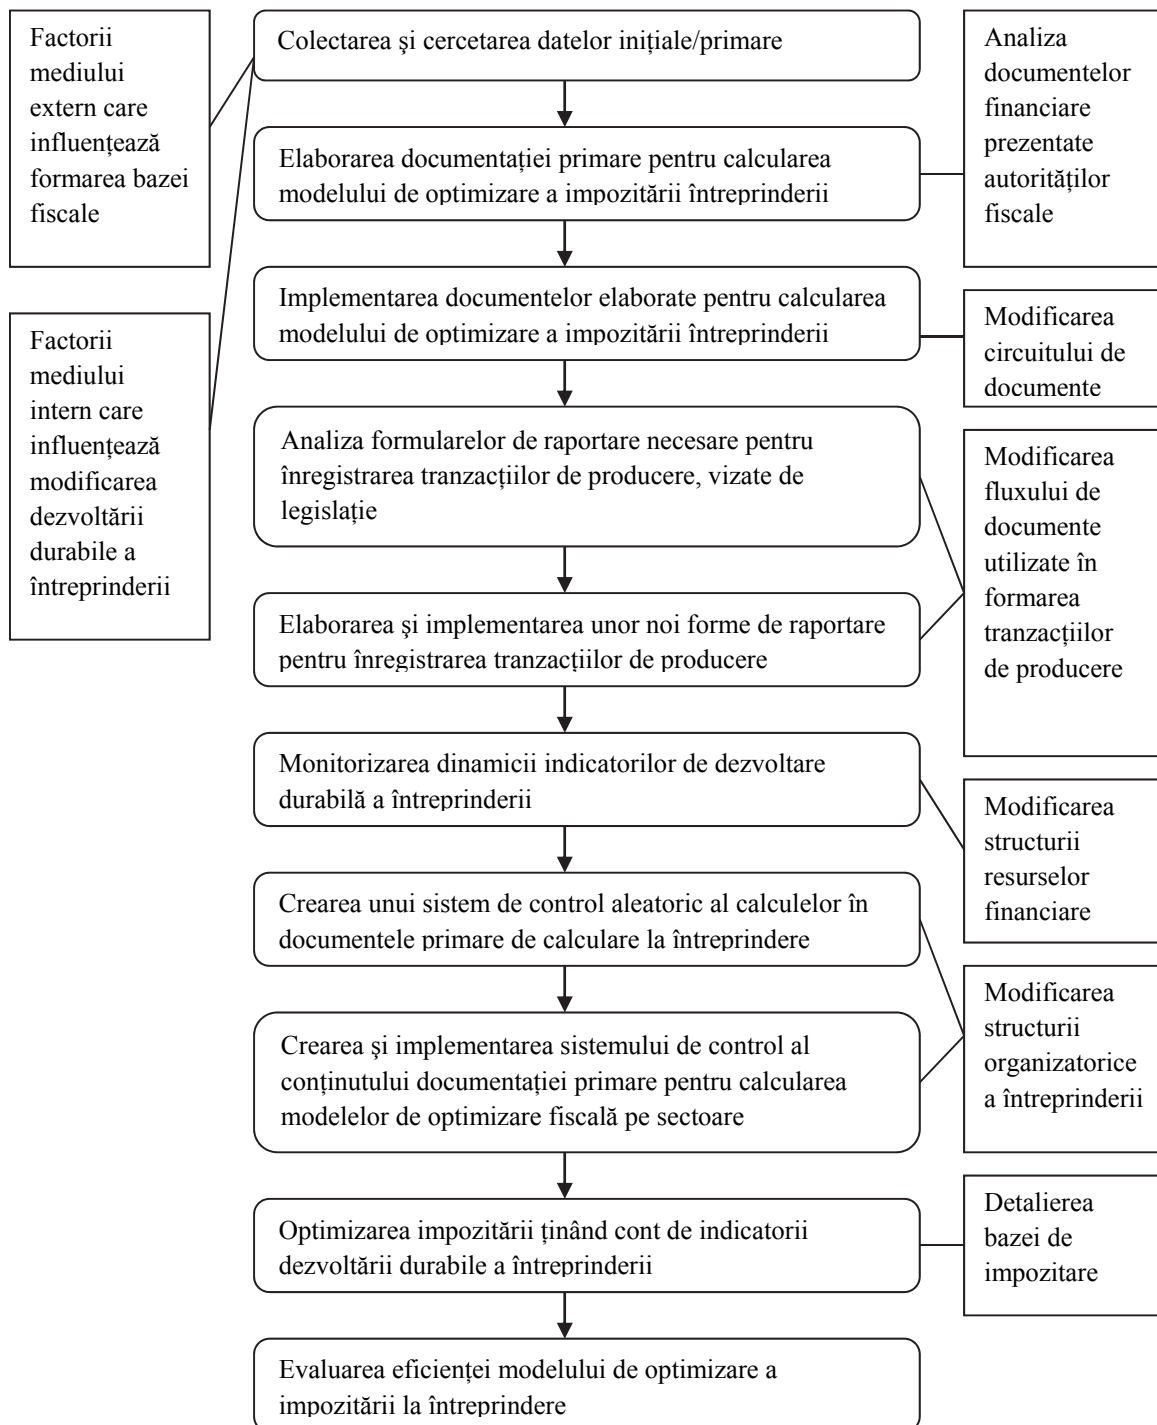 Factorii
mediului
extern care
influențează
formarea bazei
fiscale
Factorii
mediului
intern care
influențează
modificarea
dezvoltării
durabile a
întreprinderii
Colectarea şi cercetarea datelor inițiale/primare
Elaborarea documentației primare pentru calcularea
modelului de optimizare a impozitării întreprinderii
Implementarea documentelor elaborate pentru calcularea
modelului de optimizare a impozitării întreprinderii
Analiza formularelor de raportare necesare pentru
înregistrarea tranzacțiilor de producere, vizate de
legislație
Elaborarea şi implementarea unor noi forme de raportare
pentru înregistrarea tranzacțiilor de producere
Monitorizarea dinamicii indicatorilor de dezvoltare
durabilă a întreprinderii
Crearea unui sistem de control aleatoric al calculelor în
documentele primare de calculare la întreprindere
Crearea şi implementarea sistemului de control al
conținutului documentației primare pentru calcularea
modelelor de optimizare fiscală pe sectoare
Optimizarea impozitării ținând cont de indicatorii
dezvoltării durabile a întreprinderii
Evaluarea eficienței modelului de optimizare a
impozitării la întreprindere
Analiza
documentelor
financiare
prezentate
autorităților
fiscale
Modificarea
circuitului de
documente
Modificarea
fluxului de
documente
utilizate în
formarea
tranzacțiilor
de producere
Modificarea
structurii
resurselor
financiare
Modificarea
structurii
organizatorice
a întreprinderii
Detalierea
bazei de
impozitare